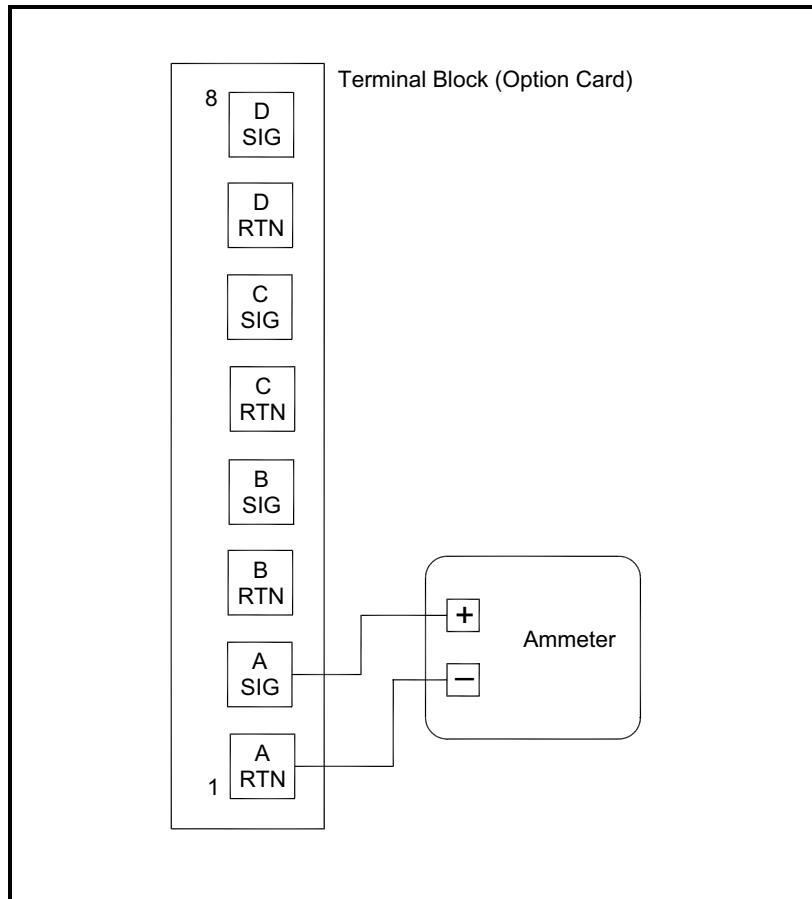 Terminal Block (Option Card)
8
D
SIG
D
RTN
C
SIG
C
RTN
B
SIG
B
RTN
A
SIG
A
RTN
1
+
Ammeter
−